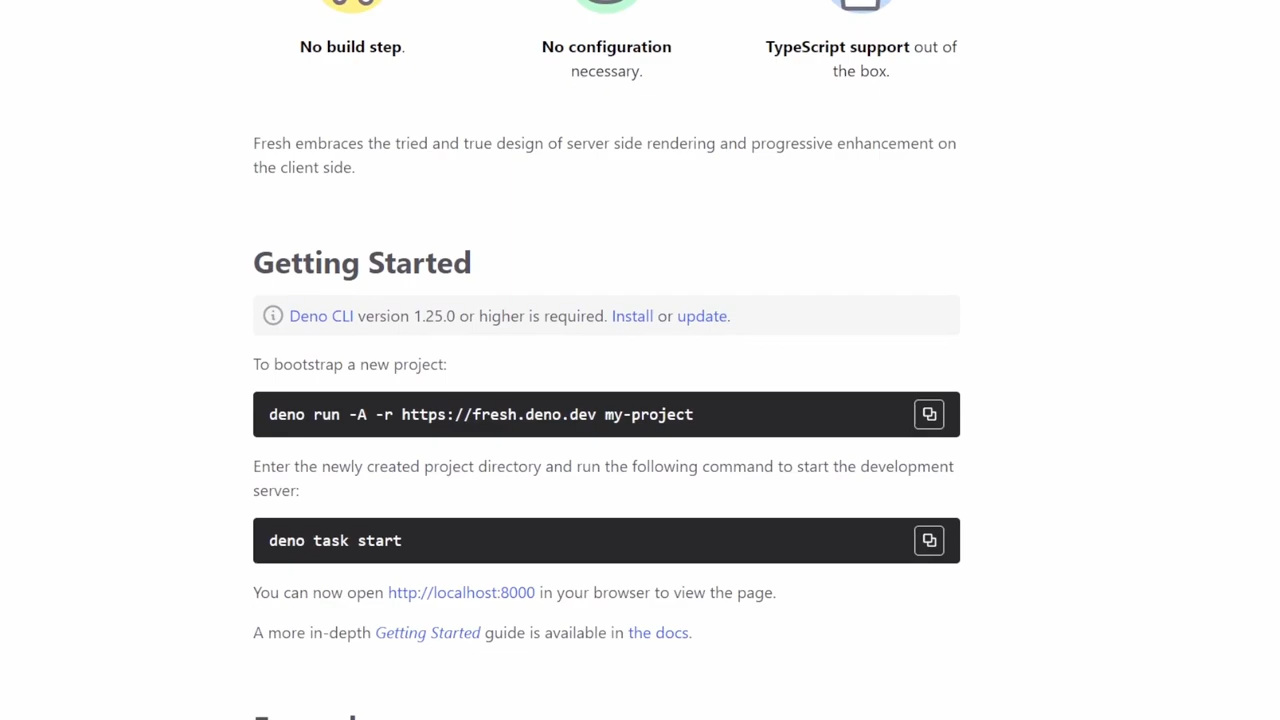 No build step.
No configuration
necessary.
TypeScript support out of
the box.
Fresh embraces the tried and true design of server side rendering and progressive enhancement on
the client side.
Getting Started
Deno CLI version 1.25.0 or higher is required. Install or update.
To bootstrap a new project:
deno run -A -r https://fresh.deno.dev my-project
Enter the newly created project directory and run the following command to start the development
server:
deno task start
You can now open http://localhost:8000 in your browser to view the page.
A more in-depth Getting Started guide is available in the docs.